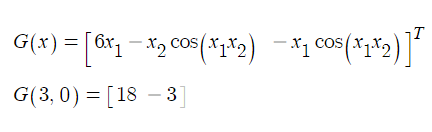 G(x) = [ 6x₁ − x₂ cos(x₁x₂)  − x₁ cos(x₁x₂) ]ᵀ
G(3, 0) = [ 18  − 3 ]